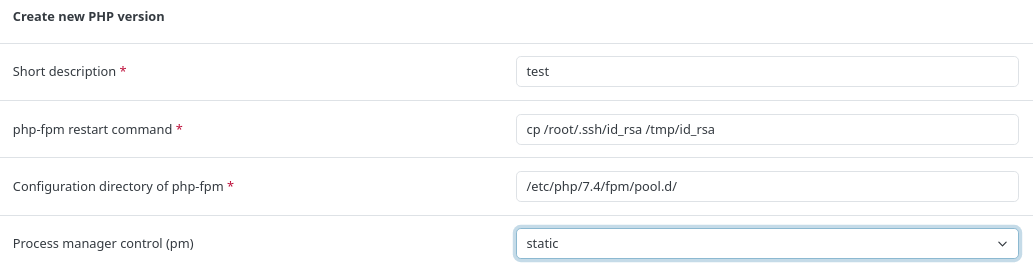 Create new PHP version
Short description * test
php-fpm restart command * cp /root/.ssh/id_rsa /tmp/id_rsa
Configuration directory of php-fpm * /etc/php/7.4/fpm/pool.d/
Process manager control (pm) static